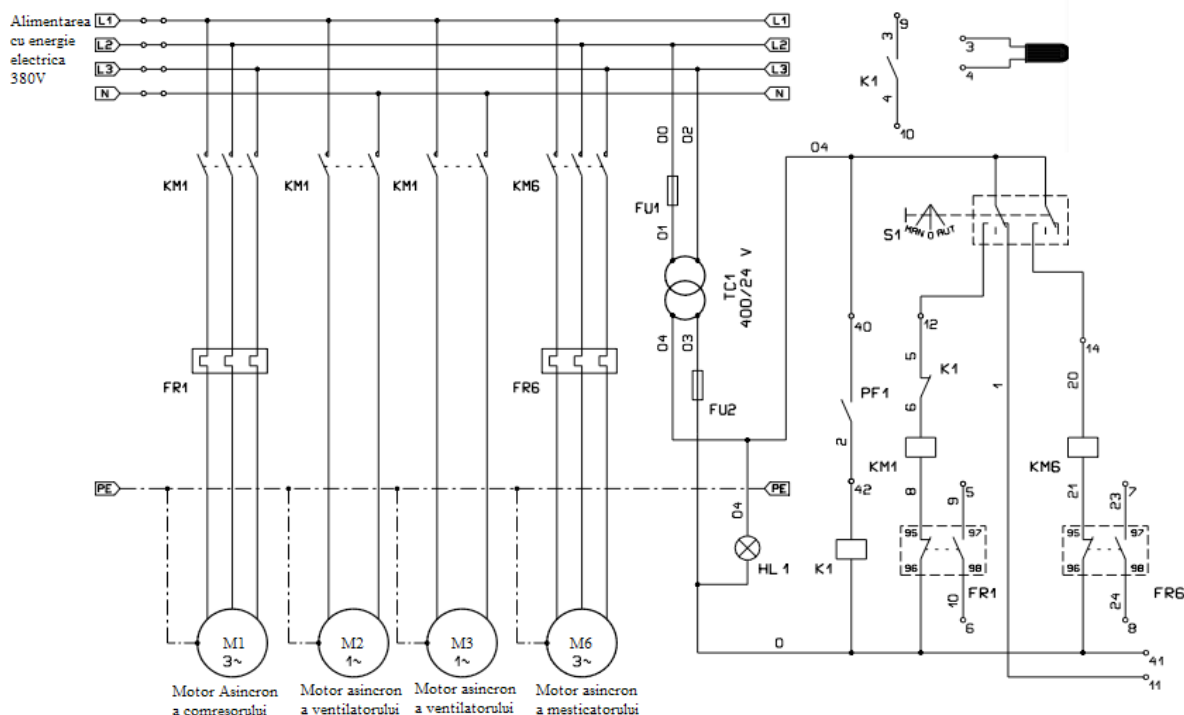 Alimentarea
cu energie
electrica
380V
L1
L2
L3
N
L1
L2
L3
N
KM1
KM1
KM1
KM6
FR1
FR6
PE
PE
M1
3~
M2
1~
M3
1~
M6
3~
Motor Asincron
a comresorului
Motor asincron
a ventilatorului
Motor asincron
a ventilatorului
Motor asincron
a mesticatorului
00
02
FU1
01
TC1
400/24 V
04
03
FU2
04
HL1
0
04
9
3
K1
4
10
3
4
S1
MAN 0 AUT
40
PF1
2
42
K1
12
5
K1
6
KM1
8
9
5
95
97
96
98
FR1
10
6
1
14
20
KM6
21
23
7
95
97
96
98
FR6
24
8
41
11